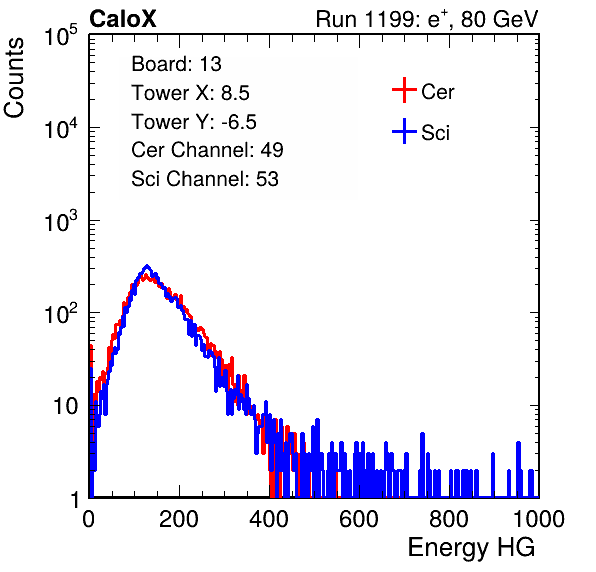 CaloX Run 1199: e⁺, 80 GeV
Counts
Board: 13
Tower X: 8.5
Tower Y: -6.5
Cer Channel: 49
Sci Channel: 53
Cer
Sci
10⁵
10⁴
10³
10²
10
1
0 200 400 600 800 1000
Energy HG